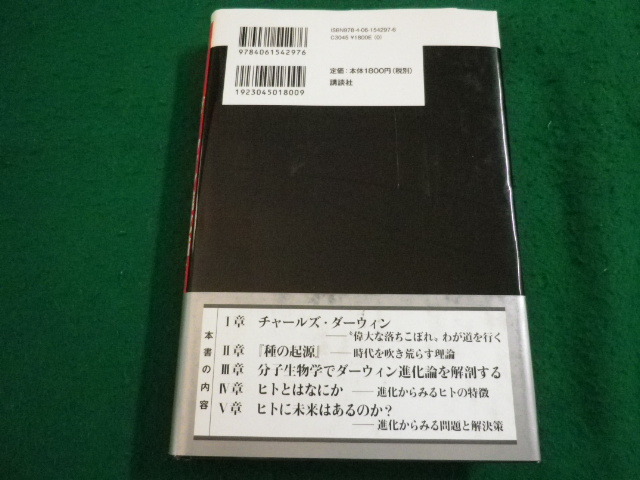 ISBN978-4-06-154297-6
C3045 ¥1800E (0)
9784061542976
定価:本体1800円(税別)
講談社
1923045018009
本書の内容
I章 チャールズ・ダーウィン
——“偉大な落ちこぼれ„わが道を行く
II章 『種の起源』——時代を吹き荒らす理論
III章 分子生物学でダーウィン進化論を解剖する
IV章 ヒトとはなにか——進化からみるヒトの特徴
V章 ヒトに未来はあるのか?
——進化からみる問題と解決策